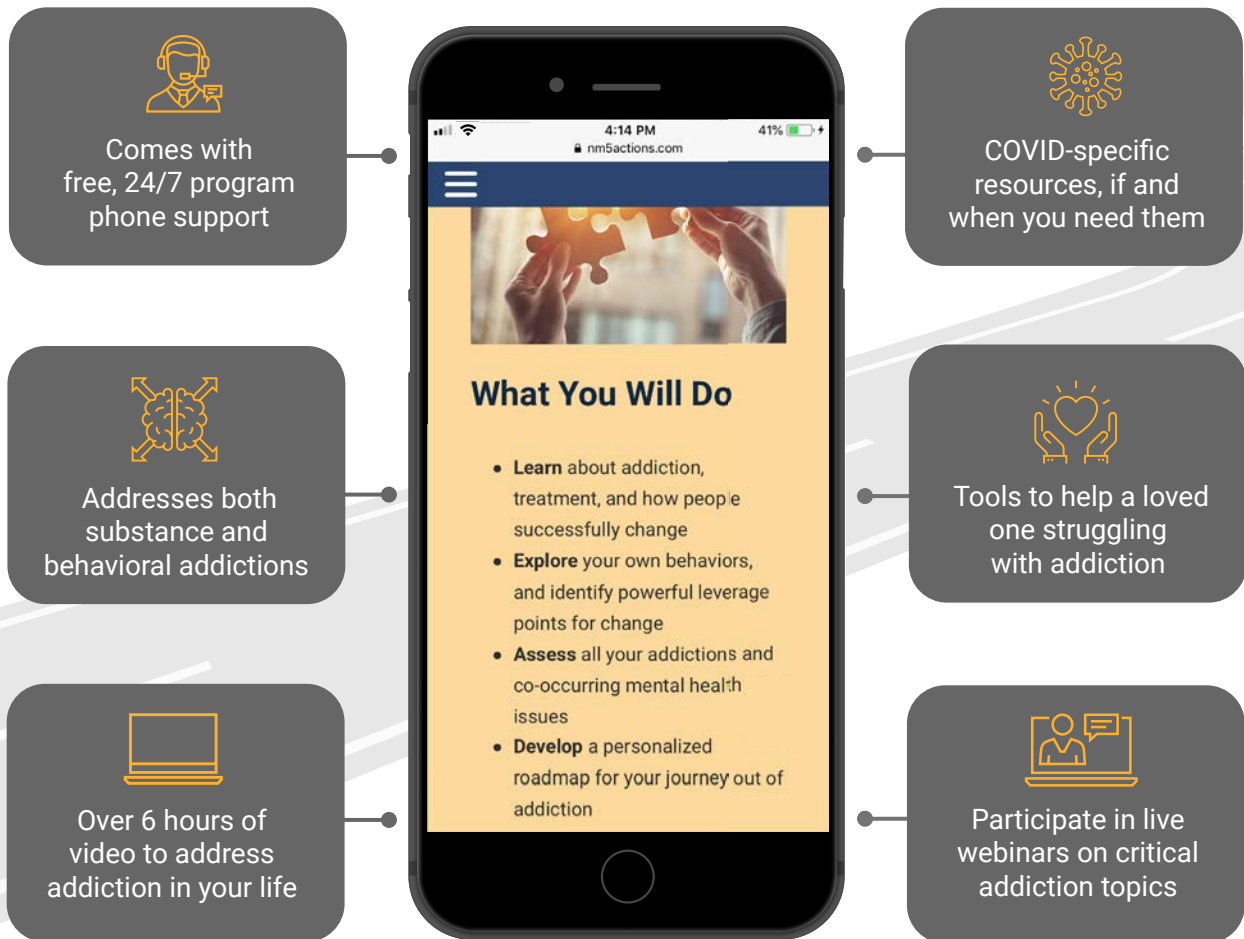 Comes with
free, 24/7 program
phone support
Addresses both
substance and
behavioral addictions
Over 6 hours of
video to address
addiction in your life
4:14 PM
41%
nm5actions.com
What You Will Do
• Learn about addiction,
treatment, and how people
successfully change
• Explore your own behaviors,
and identify powerful leverage
points for change
• Assess all your addictions and
co-occurring mental health
issues
• Develop a personalized
roadmap for your journey out of
addiction
COVID-specific
resources, if and
when you need them
Tools to help a loved
one struggling
with addiction
Participate in live
webinars on critical
addiction topics